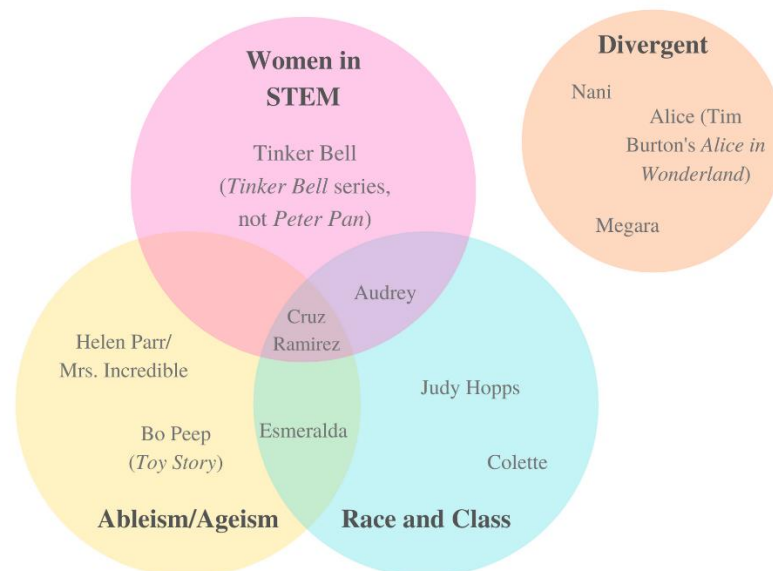 Women in
STEM
Tinker Bell
(Tinker Bell series,
not Peter Pan)
Divergent
Nani
Alice (Tim
Burton's Alice in
Wonderland)
Megara
Audrey
Cruz
Ramirez
Helen Parr/
Mrs. Incredible
Judy Hopps
Bo Peep
(Toy Story)
Esmeralda
Colette
Ableism/Ageism
Race and Class